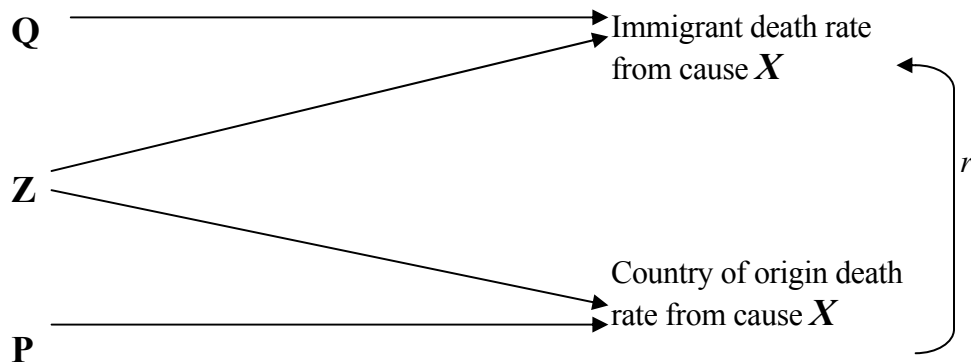 Q
Immigrant death rate
from cause X
r
Z
Country of origin death
rate from cause X
P